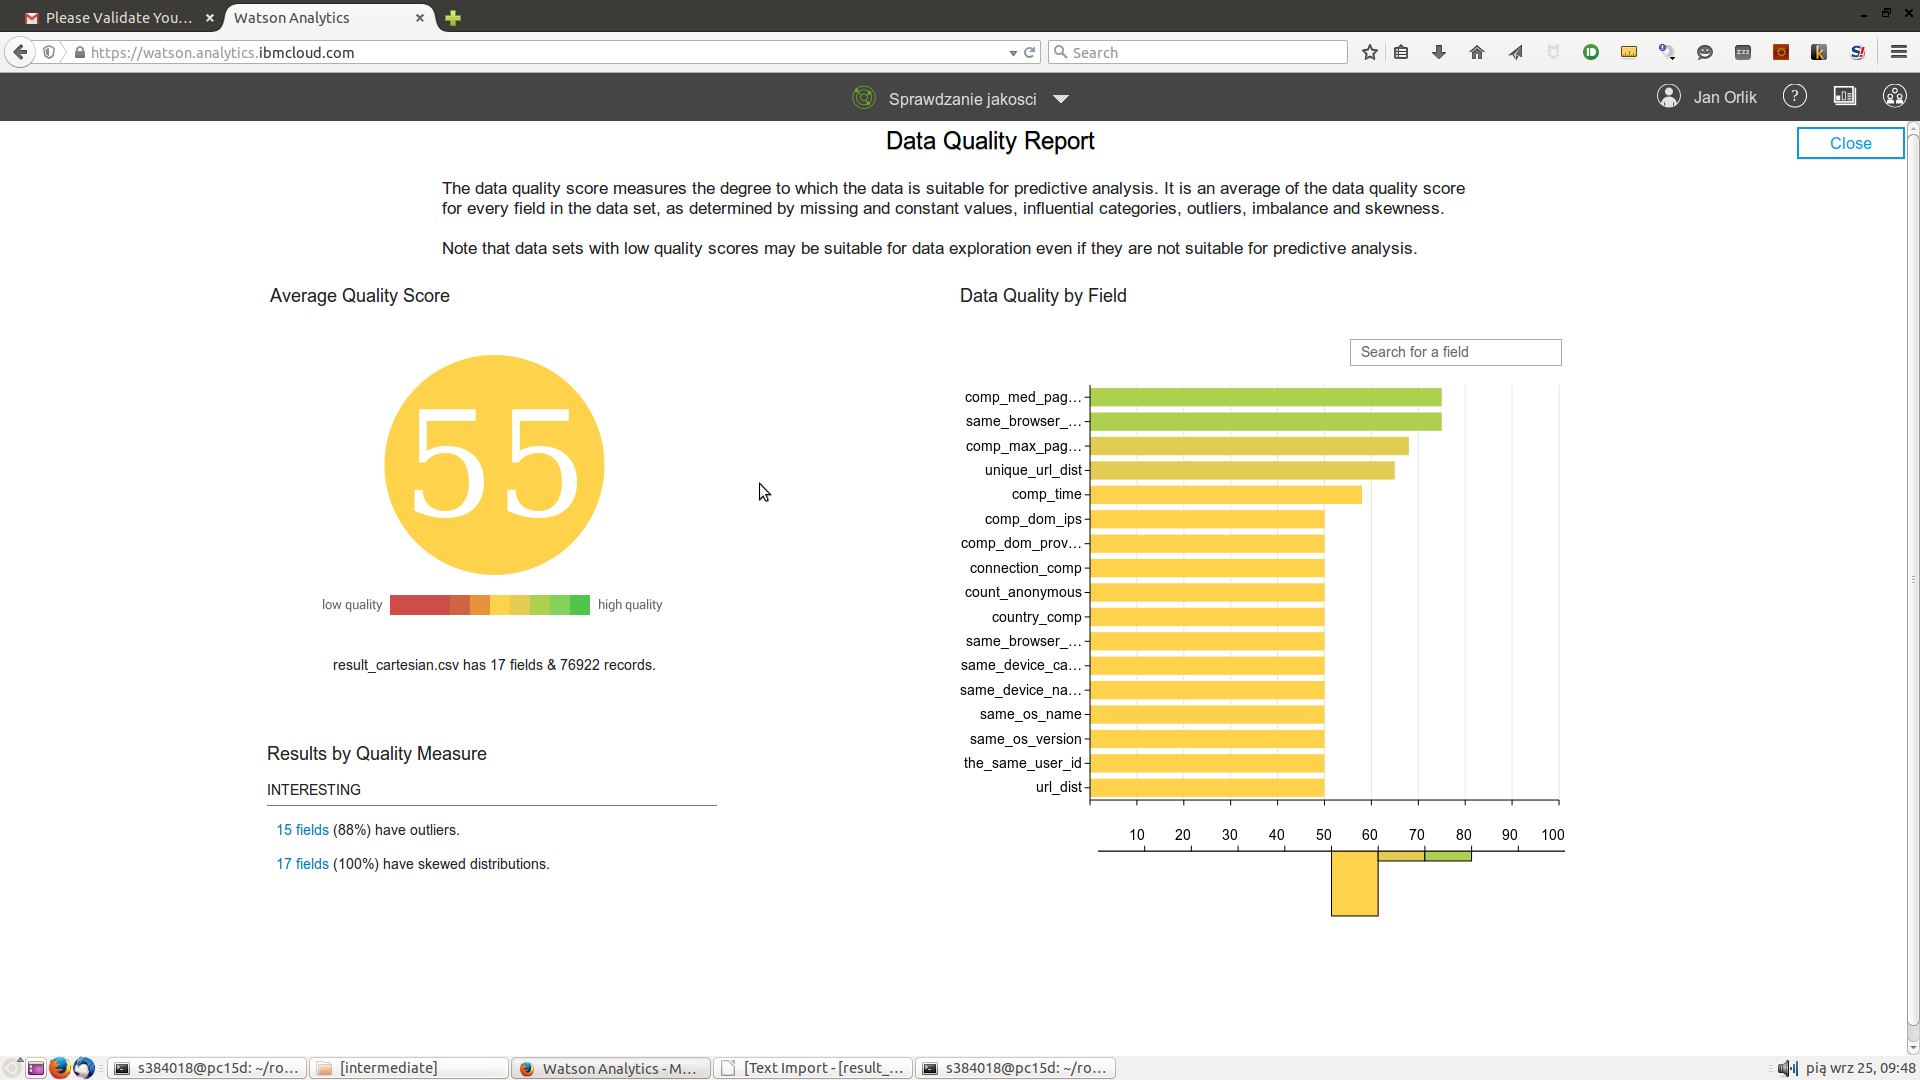 Please Validate You...
Watson Analytics
https://watson.analytics.ibmcloud.com
Search
Sprawdzanie jakosci
Jan Orlik
Data Quality Report
Close
The data quality score measures the degree to which the data is suitable for predictive analysis. It is an average of the data quality score
for every field in the data set, as determined by missing and constant values, influential categories, outliers, imbalance and skewness.
Note that data sets with low quality scores may be suitable for data exploration even if they are not suitable for predictive analysis.
Average Quality Score
55
low quality
high quality
result_cartesian.csv has 17 fields & 76922 records.
Results by Quality Measure
INTERESTING
15 fields (88%) have outliers.
17 fields (100%) have skewed distributions.
Data Quality by Field
Search for a field
comp_med_pag...
same_browser_...
comp_max_pag...
unique_url_dist
comp_time
comp_dom_ips
comp_dom_prov...
connection_comp
count_anonymous
country_comp
same_browser_...
same_device_ca...
same_device_na...
same_os_name
same_os_version
the_same_user_id
url_dist
10 20 30 40 50 60 70 80 90 100
s384018@pc15d: ~/ro...
[intermediate]
Watson Analytics - M...
[Text Import - [result_...
s384018@pc15d: ~/ro...
pią wrz 25, 09:48